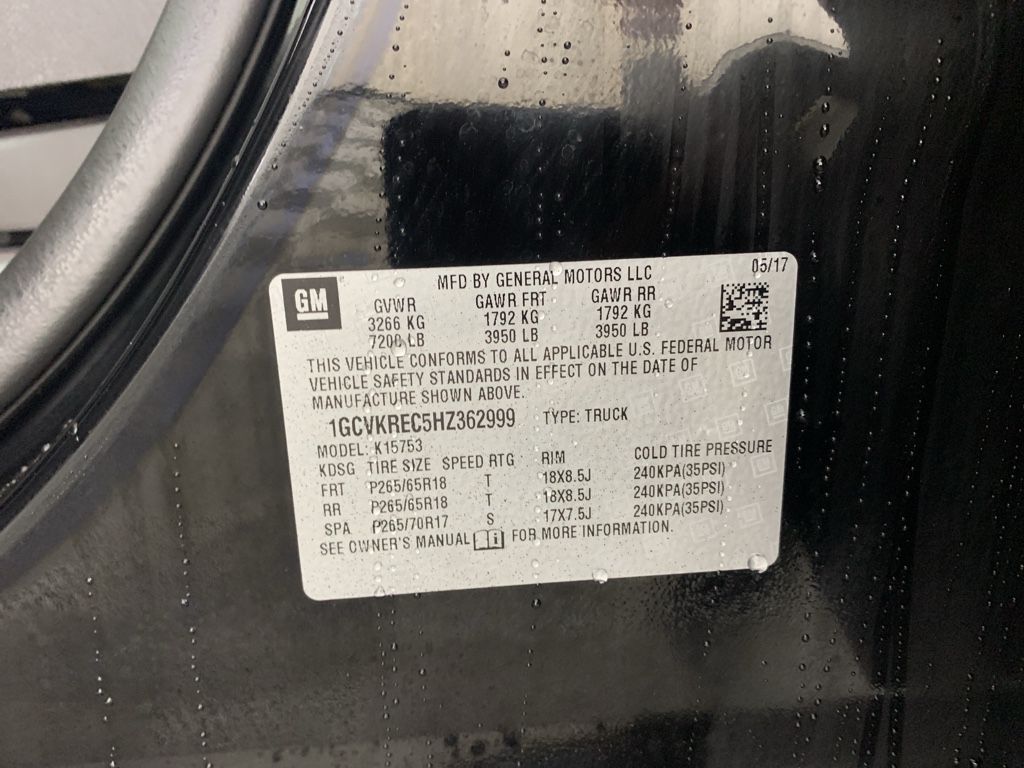 GM
MFD BY GENERAL MOTORS LLC 05/17
GVWR GAWR FRT GAWR RR
3266 KG 1792 KG 1792 KG
7200 LB 3950 LB 3950 LB
THIS VEHICLE CONFORMS TO ALL APPLICABLE U.S. FEDERAL MOTOR
VEHICLE SAFETY STANDARDS IN EFFECT ON THE DATE OF
MANUFACTURE SHOWN ABOVE.
1GCVKREC5HZ362999 TYPE: TRUCK
MODEL: K15753
KDSG TIRE SIZE SPEED RTG RIM COLD TIRE PRESSURE
FRT P265/65R18 T 18X8.5J 240KPA(35PSI)
RR P265/65R18 T 18X8.5J 240KPA(35PSI)
SPA P265/70R17 S 17X7.5J 240KPA(35PSI)
SEE OWNER'S MANUAL FOR MORE INFORMATION.